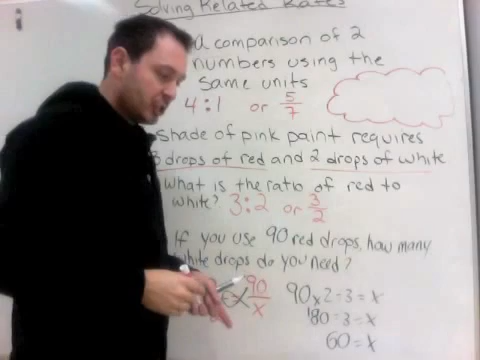 Solving Related Rates
a comparison of 2
numbers using the
same units
4:1 or 5/7
shade of pink paint requires
3 drops of red and 2 drops of white
What is the ratio of red to
white? 3:2 or 3/2
If you use 90 red drops, how many
white drops do you need?
90/x 90 x 2 ÷ 3 = x
180 ÷ 3 = x
60 = x